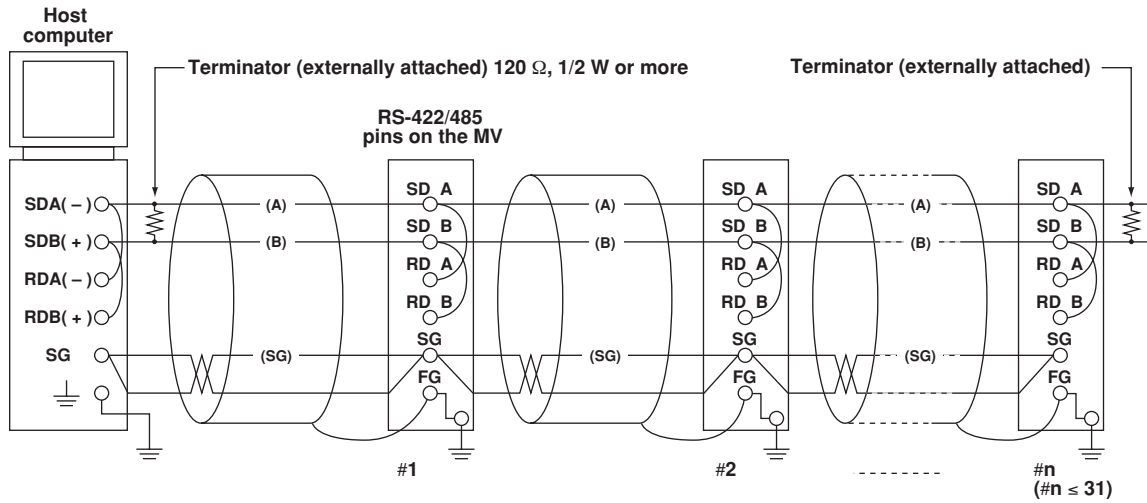 Host
computer
Terminator (externally attached) 120 Ω, 1/2 W or more
Terminator (externally attached)
RS-422/485
pins on the MV
SDA( – )
SDB( + )
RDA( – )
RDB( + )
SG
(A)
(B)
(SG)
SD A
SD B
RD A
RD B
SG
FG
#1
(A)
(B)
(SG)
SD A
SD B
RD A
RD B
SG
FG
#2
(A)
(B)
(SG)
SD A
SD B
RD A
RD B
SG
FG
#n
(#n ≤ 31)